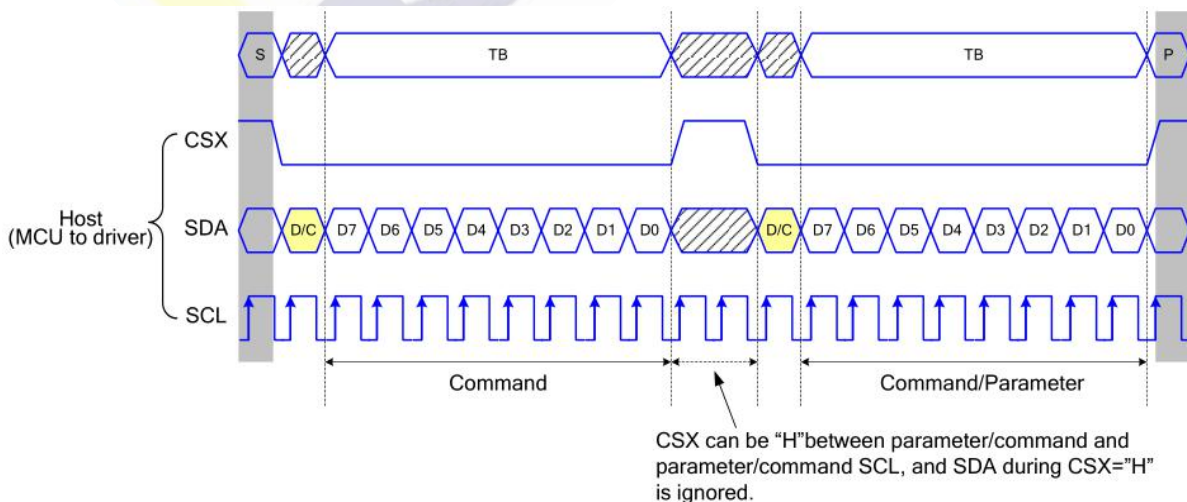 S TB TB P
CSX
Host
(MCU to driver)
SDA D/C D7 D6 D5 D4 D3 D2 D1 D0 D/C D7 D6 D5 D4 D3 D2 D1 D0
SCL
Command Command/Parameter
CSX can be “H”between parameter/command and
parameter/command SCL, and SDA during CSX=”H”
is ignored.